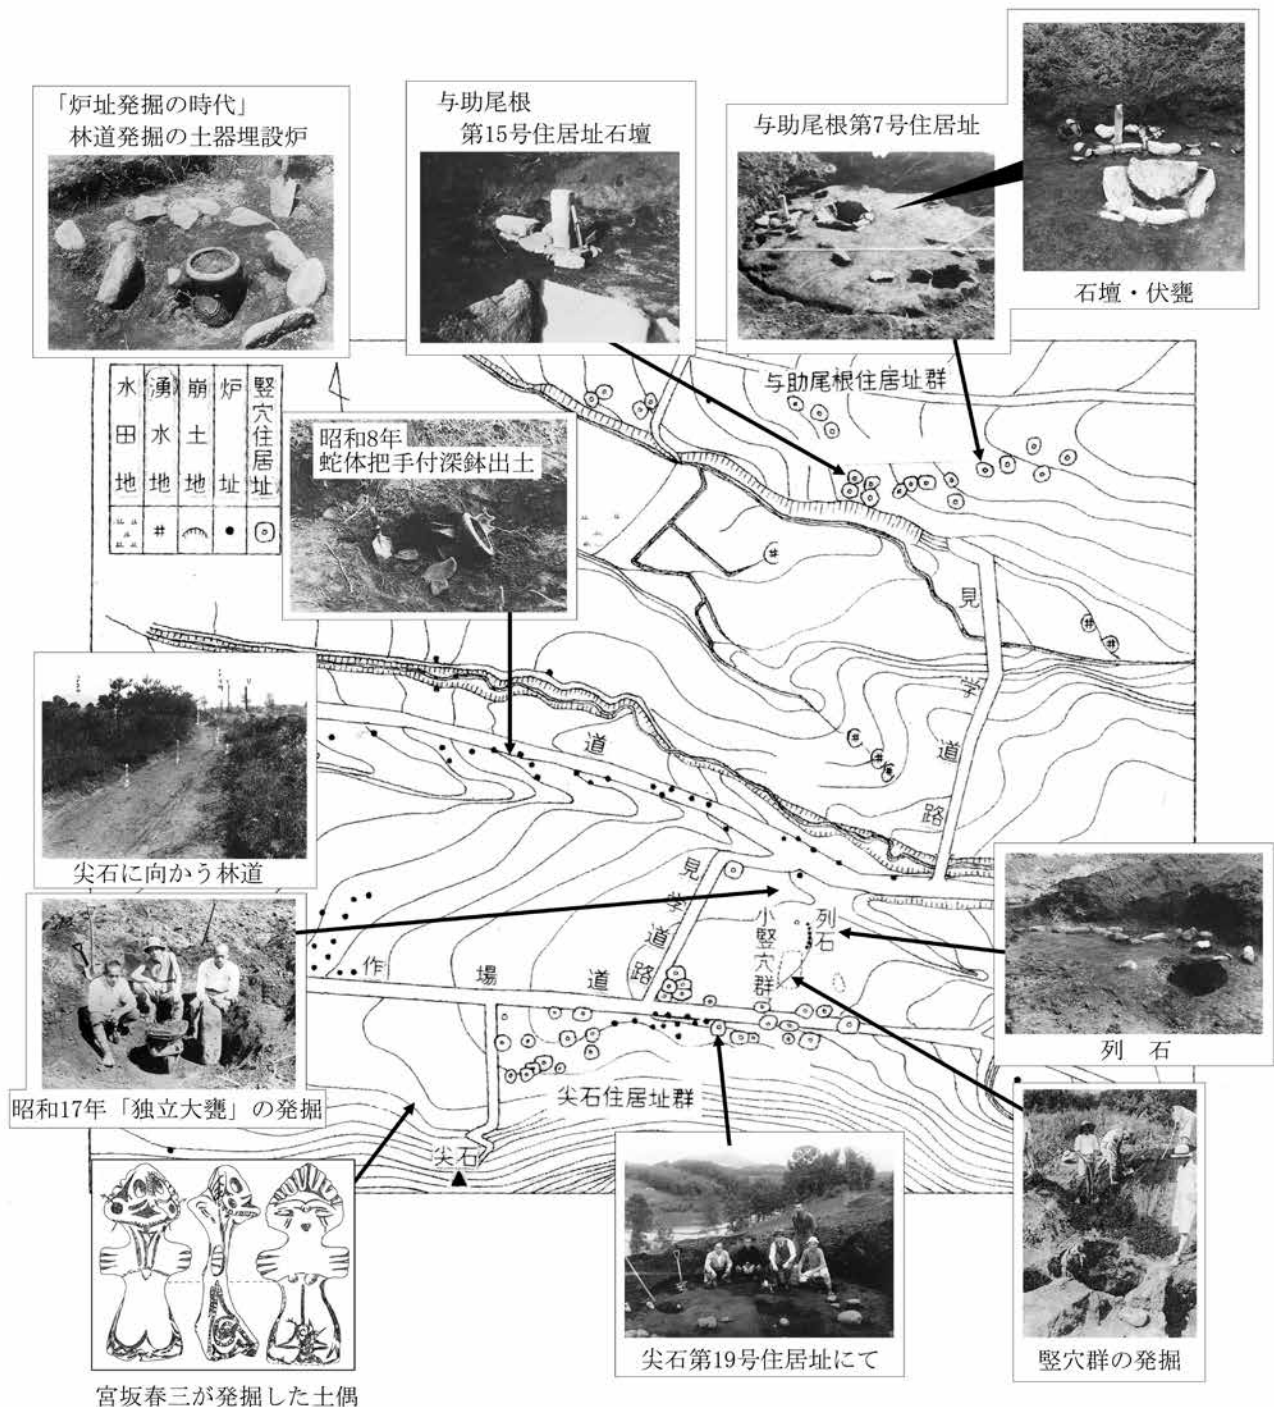 「炉址発掘の時代」
林道発掘の土器埋設炉
与助尾根
第15号住居址石壇
与助尾根第7号住居址
石壇・伏甕
水田地
湧水地
崩土地
炉址
竪穴住居址
与助尾根住居址群
昭和8年
蛇体把手付深鉢出土
見学道路
道
尖石に向かう林道
見学道路
小竪穴群
列石
作場道
列石
昭和17年「独立大甕」の発掘
尖石住居址群
尖石
尖石第19号住居址にて
竪穴群の発掘
宮坂春三が発掘した土偶